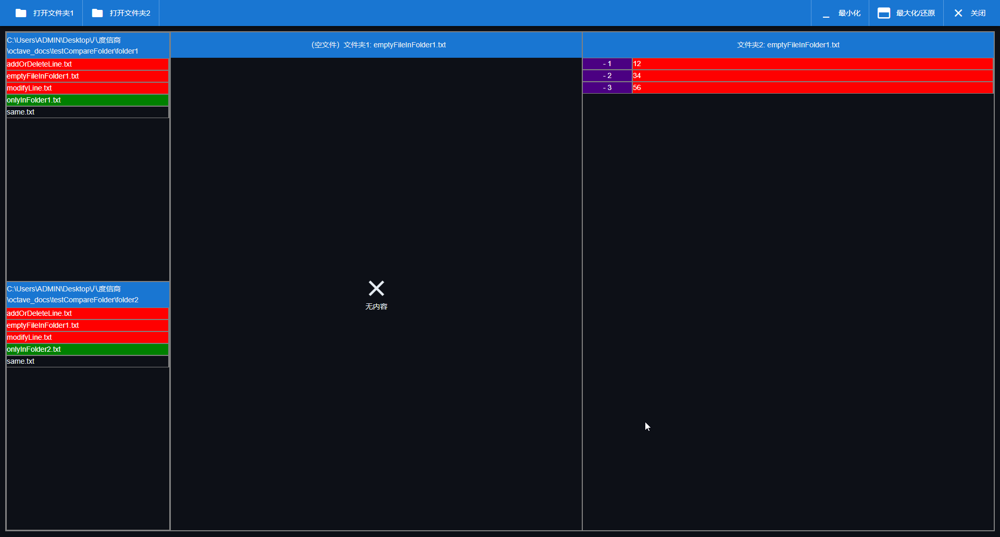 打开文件夹1
打开文件夹2
最小化
最大化/还原
关闭
C:\Users\ADMIN\Desktop\八度信商
\octave_docs\testCompareFolder\folder1
addOrDeleteLine.txt
emptyFileInFolder1.txt
modifyLine.txt
onlyInFolder1.txt
same.txt
C:\Users\ADMIN\Desktop\八度信商
\octave_docs\testCompareFolder\folder2
addOrDeleteLine.txt
emptyFileInFolder1.txt
modifyLine.txt
onlyInFolder2.txt
same.txt
（空文件）文件夹1: emptyFileInFolder1.txt
无内容
文件夹2: emptyFileInFolder1.txt
- 1 12
- 2 34
- 3 56